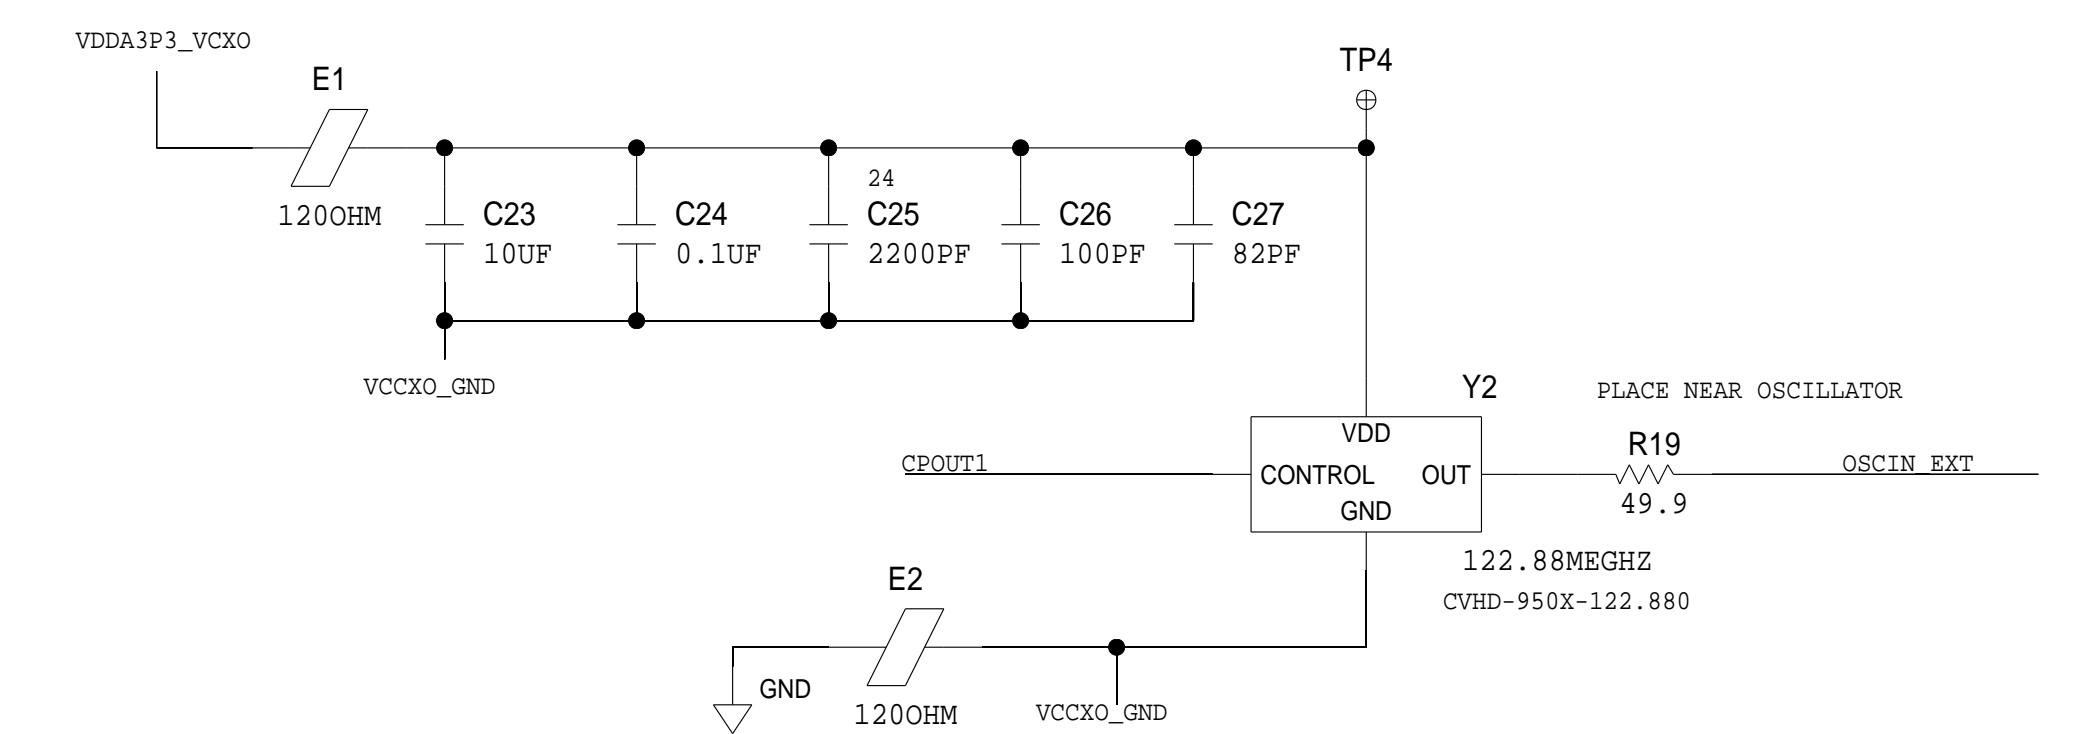 VDDA3P3_VCXO
E1
120OHM
TP4
C23
10UF
C24
0.1UF
24
C25
2200PF
C26
100PF
C27
82PF
VCCXO_GND
Y2
PLACE NEAR OSCILLATOR
VDD
CPOUT1
CONTROL
OUT
GND
R19
49.9
OSCIN_EXT
122.88MEGHZ
CVHD-950X-122.880
E2
120OHM
GND
VCCXO_GND